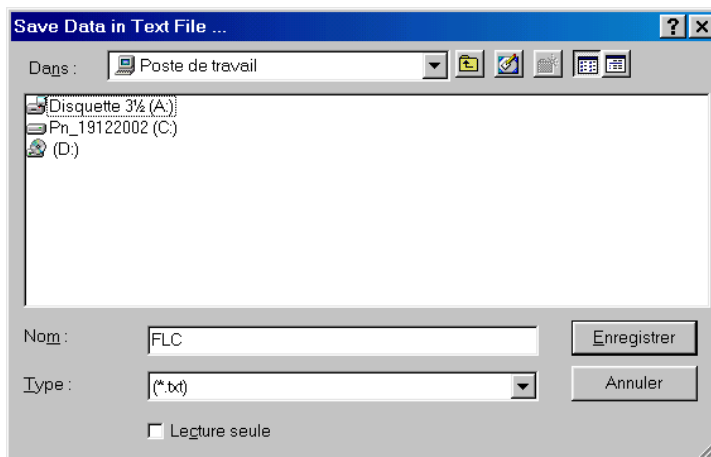 Save Data in Text File ...
Dans : Poste de travail
Disquette 3½ (A:)
Pn_19122002 (C:)
(D:)
Nom : FLC Enregistrer
Type : (*.txt) Annuler
Lecture seule